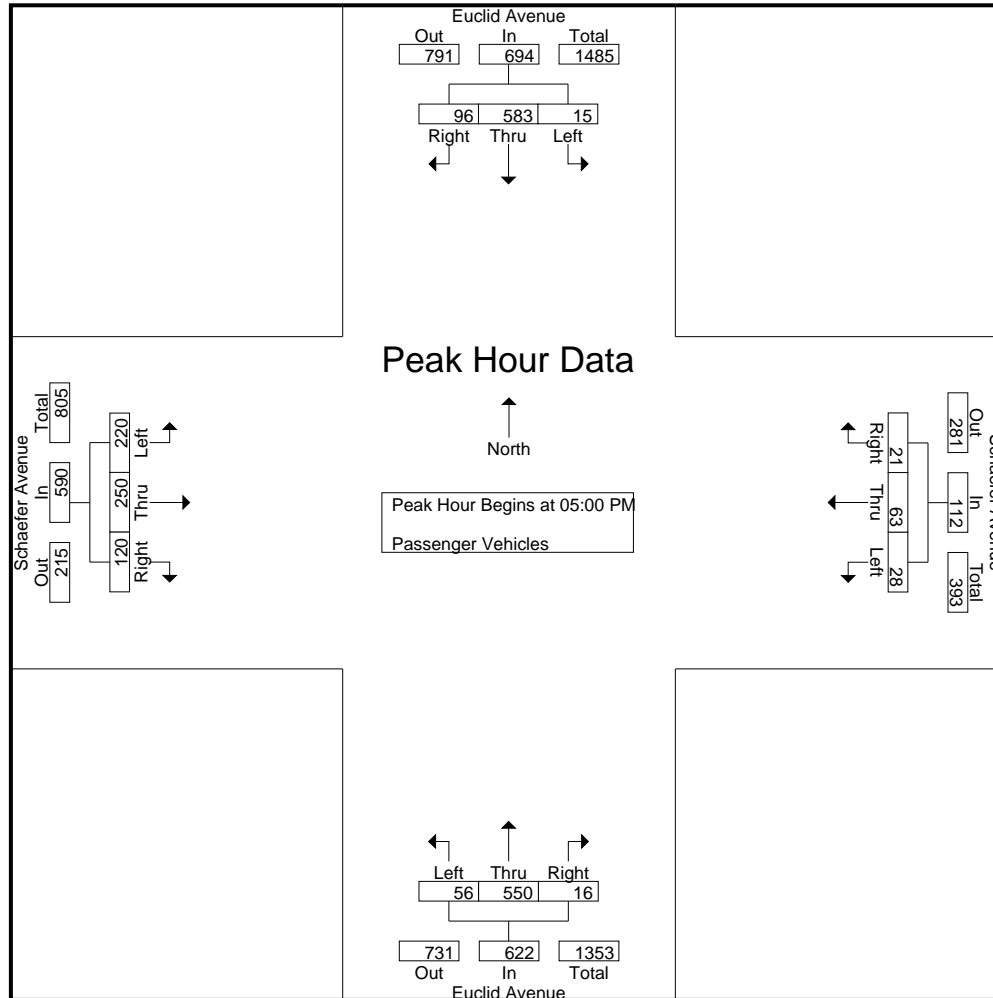 Euclid Avenue
Out In Total
791 694 1485
96 583 15
Right Thru Left
Peak Hour Data
North
Peak Hour Begins at 05:00 PM
Passenger Vehicles
Schaefer Avenue
Total In Out
805 590 215
220 250 120
Left Thru Right
Right Thru Left
21 63 28
281 112 393
Out In Total
Schaefer Avenue
Left Thru Right
56 550 16
731 622 1353
Out In Total
Euclid Avenue